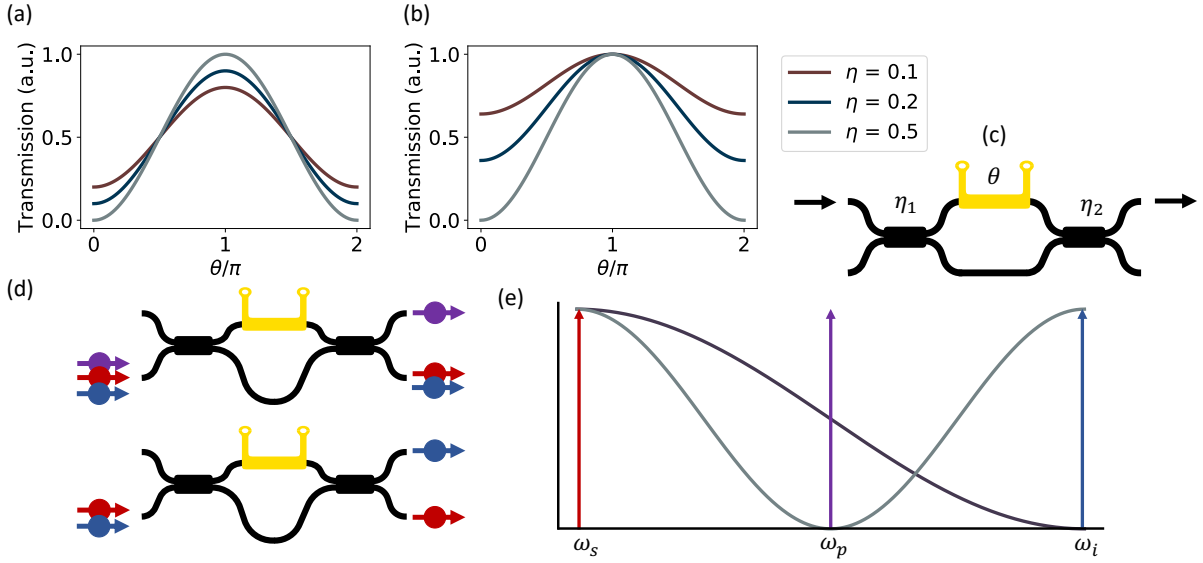 (a)
Transmission (a.u.)
1.0
0.5
0.0
0
1
2
θ/π
(b)
Transmission (a.u.)
1.0
0.5
0.0
0
1
2
θ/π
η = 0.1
η = 0.2
η = 0.5
(c)
θ
η₁
η₂
(d)
(e)
ωₛ
ωₚ
ωᵢ